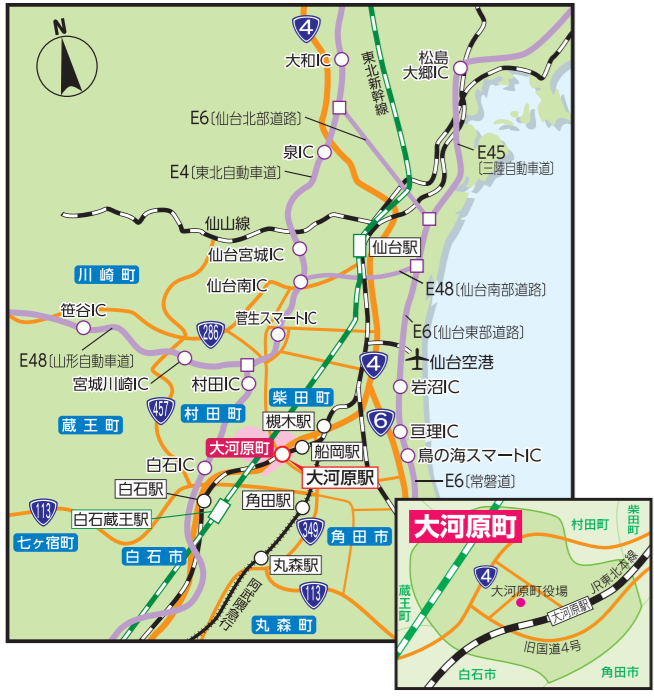 N
4
大和IC
東北新幹線
松島
大郷IC
E6〔仙台北部道路〕
泉IC
E45
〔三陸自動車道〕
E4〔東北自動車道〕
仙山線
仙台宮城IC
仙台駅
川崎町
仙台南IC
E48〔仙台南部道路〕
笹谷IC
286
菅生スマートIC
E6〔仙台東部道路〕
E48〔山形自動車道〕
4
仙台空港
宮城川崎IC
村田IC
岩沼IC
柴田町
457
村田町
蔵王町
槻木駅
6
亘理IC
大河原町
船岡駅
鳥の海スマートIC
白石IC
大河原駅
E6〔常磐道〕
白石駅
角田駅
113
白石蔵王駅
349
角田市
七ヶ宿町
白石市
丸森駅
阿武隈急行
113
丸森町
大河原町
村田町
柴田町
4
JR東北本線
大河原町役場
蔵王町
大河原駅
旧国道4号
白石市
角田市